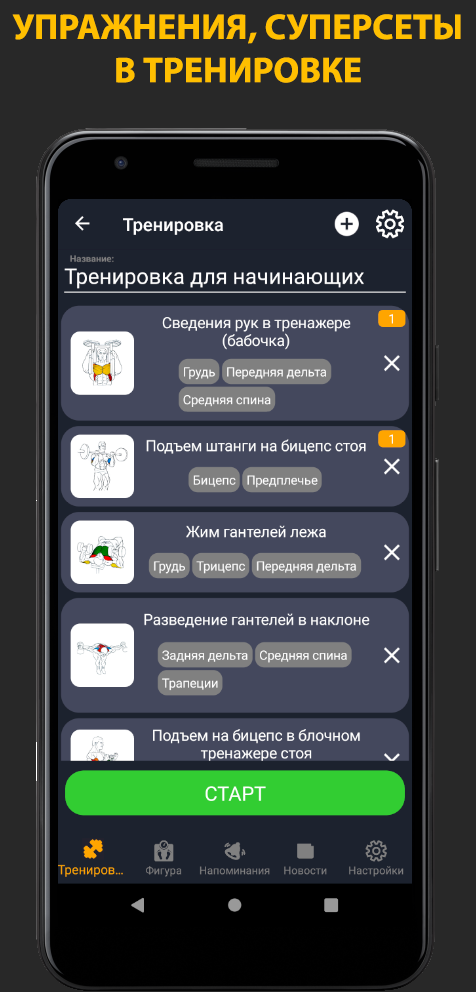 УПРАЖНЕНИЯ, СУПЕРСЕТЫ
В ТРЕНИРОВКЕ
Тренировка
Название:
Тренировка для начинающих
1
Сведения рук в тренажере
(бабочка)
Грудь Передняя дельта
Средняя спина
1
Подъем штанги на бицепс стоя
Бицепс Предплечье
Жим гантелей лежа
Грудь Трицепс Передняя дельта
Разведение гантелей в наклоне
Задняя дельта Средняя спина
Трапеции
Подъем на бицепс в блочном
тренажере стоя
СТАРТ
Трениров... Фигура Напоминания Новости Настройки